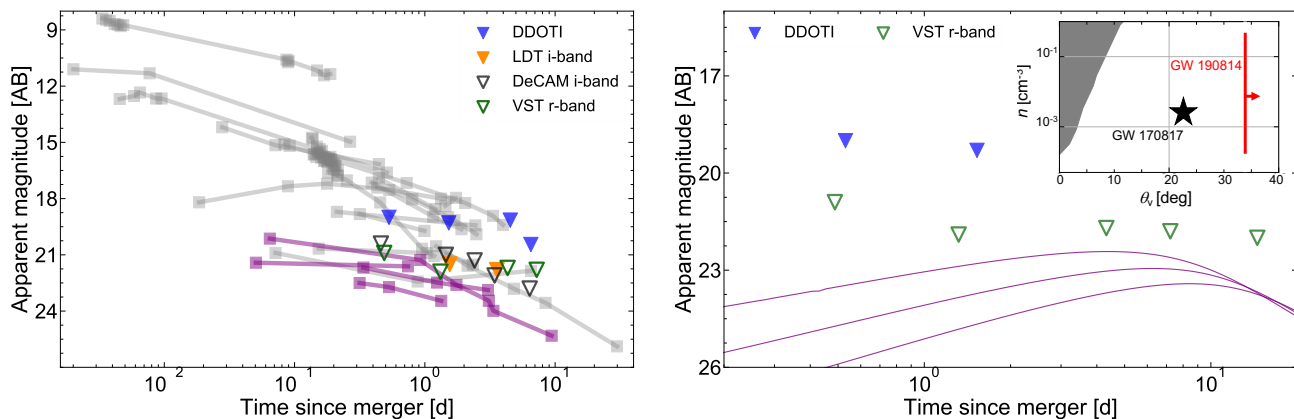 9
12
15
18
21
24
Apparent magnitude [AB]
DDOTI
LDT i-band
DeCAM i-band
VST r-band
10 2
10 1
10 0
10 1
Time since merger [d]
17
20
23
26
Apparent magnitude [AB]
DDOTI
VST r-band
10 0
10 1
Time since merger [d]
10-1
10-3
n [cm-3]
GW 190814
GW 170817
0
10
20
30
40
θv [deg]